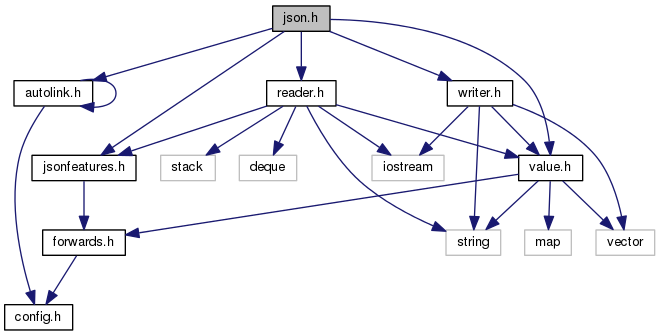 json.h
autolink.h
reader.h
writer.h
jsonfeatures.h
stack
deque
iostream
value.h
forwards.h
string
map
vector
config.h